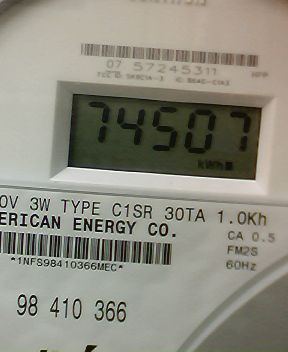 07 57245311
74507
kWh
0V 3W TYPE C1SR 30TA 1.0Kh
ERICAN ENERGY CO.
CA 0.5
FM2S
60Hz
*1NFS98410366MEC*
98 410 366